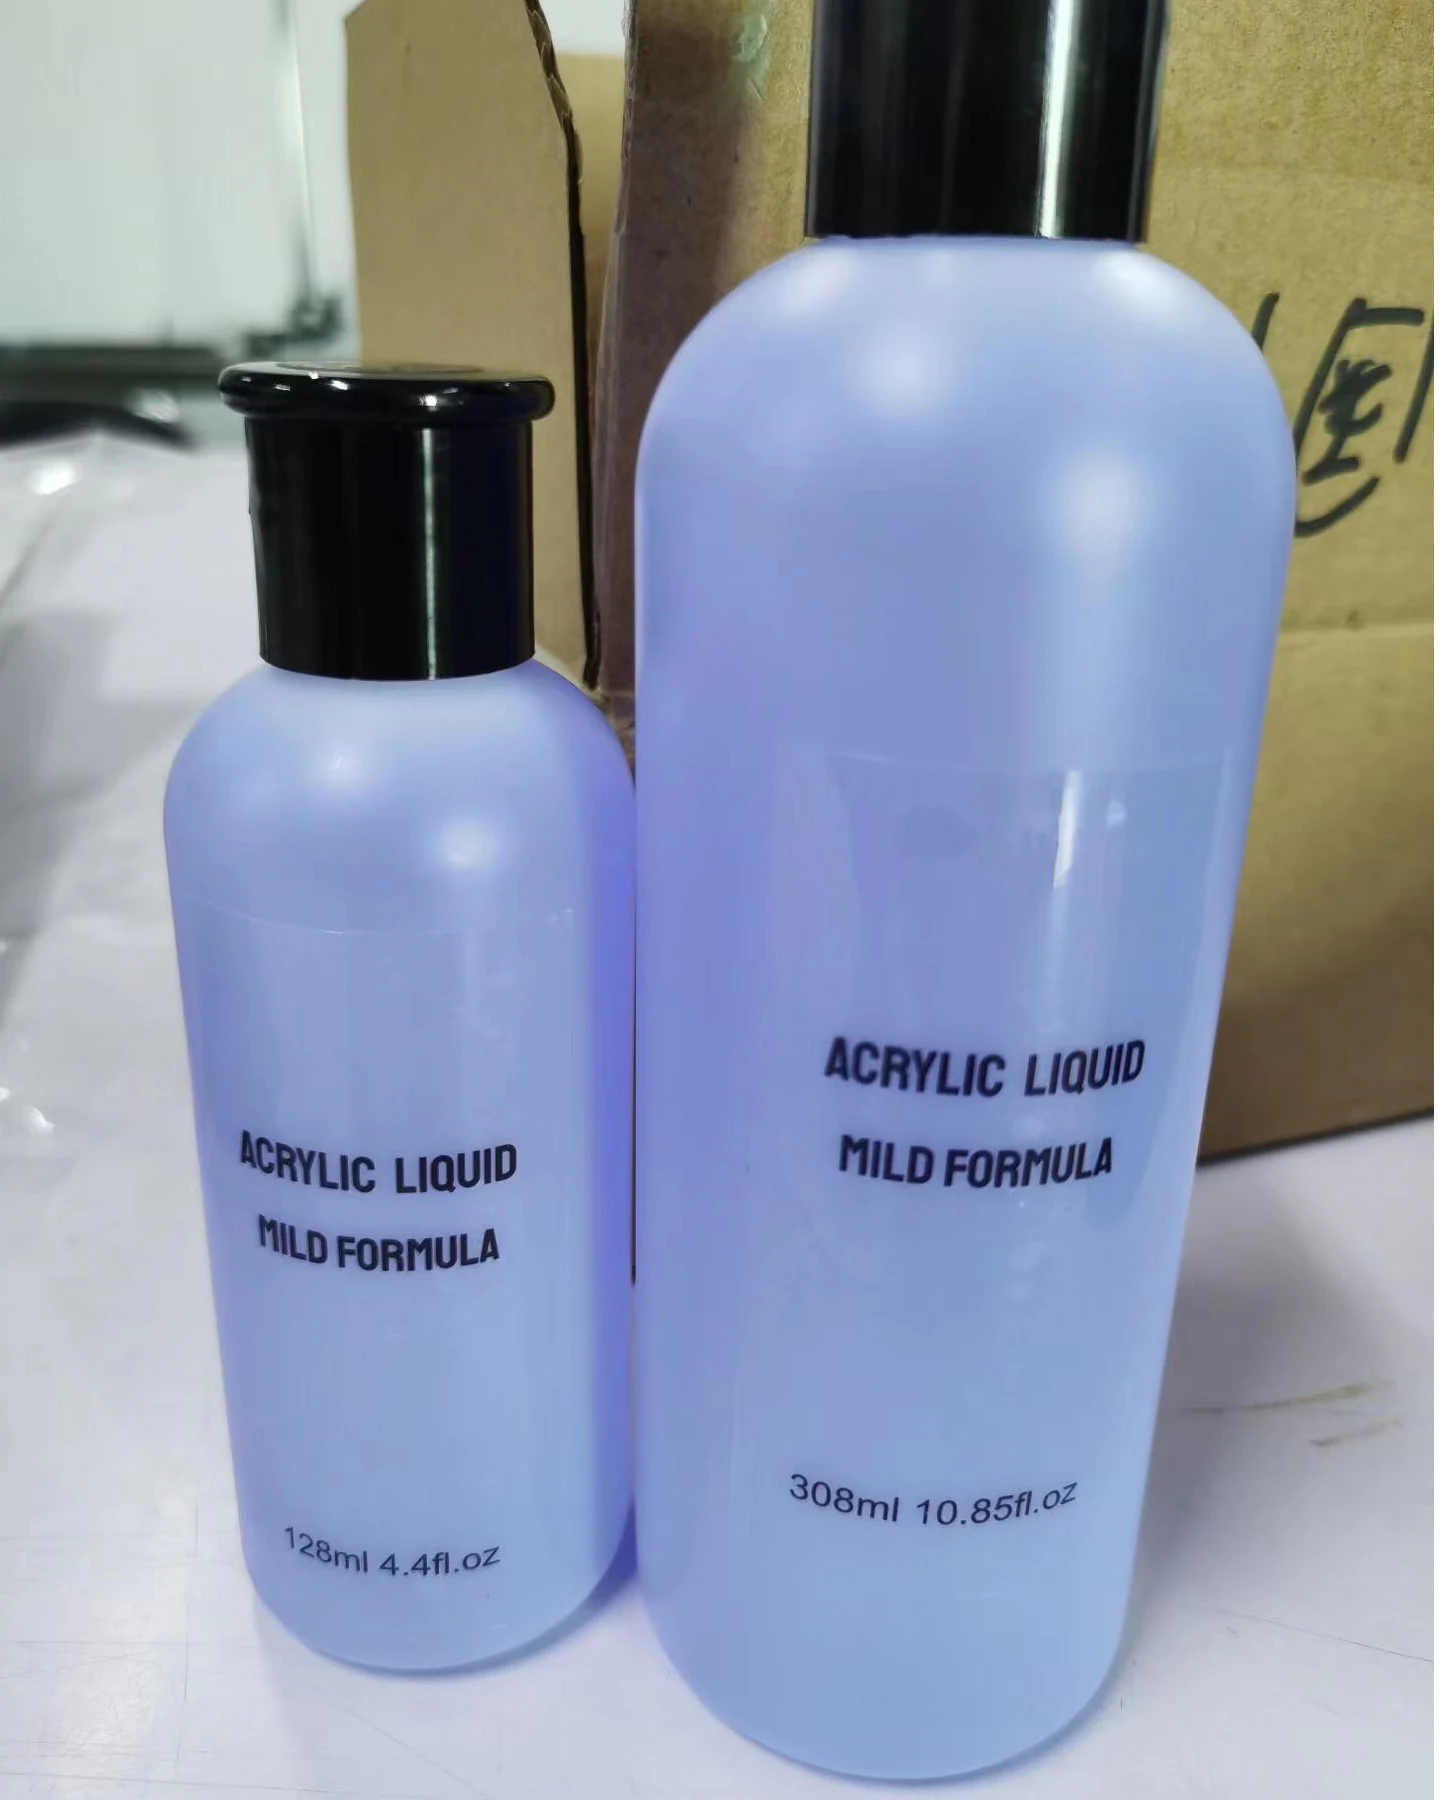 ACRYLIC LIQUID
MILD FORMULA
128ml 4.4fl.oz
ACRYLIC LIQUID
MILD FORMULA
308ml 10.85fl.oz